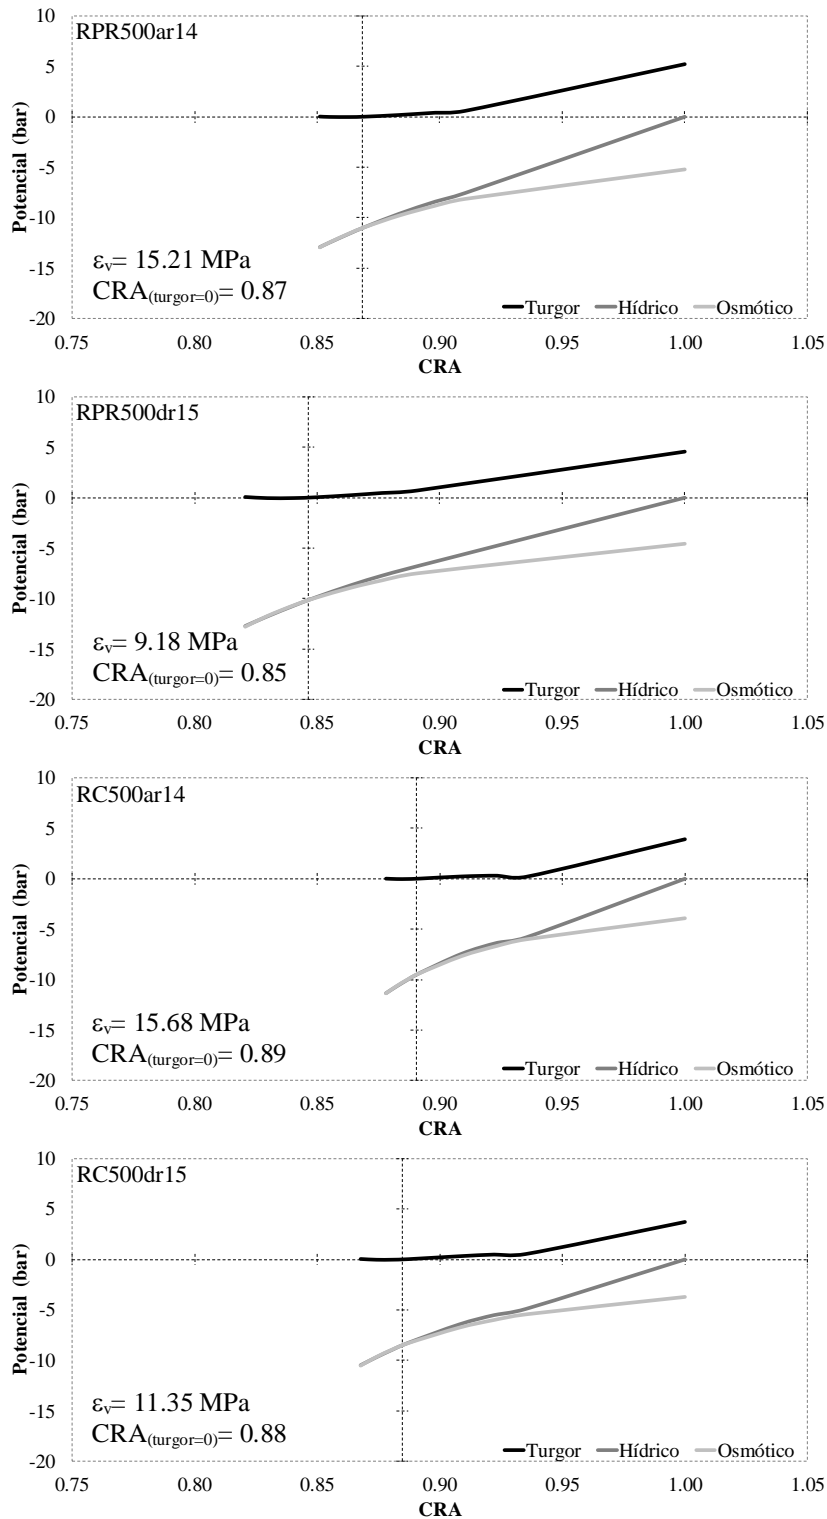 RPR500ar14
Potencial (bar)
10
5
0
-5
-10
-15
-20
εv= 15.21 MPa
CRA(turgor=0)= 0.87
Turgor Hídrico Osmótico
0.75 0.80 0.85 0.90 0.95 1.00 1.05
CRA
RPR500dr15
Potencial (bar)
10
5
0
-5
-10
-15
-20
εv= 9.18 MPa
CRA(turgor=0)= 0.85
Turgor Hídrico Osmótico
0.75 0.80 0.85 0.90 0.95 1.00 1.05
CRA
RC500ar14
Potencial (bar)
10
5
0
-5
-10
-15
-20
εv= 15.68 MPa
CRA(turgor=0)= 0.89
Turgor Hídrico Osmótico
0.75 0.80 0.85 0.90 0.95 1.00 1.05
CRA
RC500dr15
Potencial (bar)
10
5
0
-5
-10
-15
-20
εv= 11.35 MPa
CRA(turgor=0)= 0.88
Turgor Hídrico Osmótico
0.75 0.80 0.85 0.90 0.95 1.00 1.05
CRA